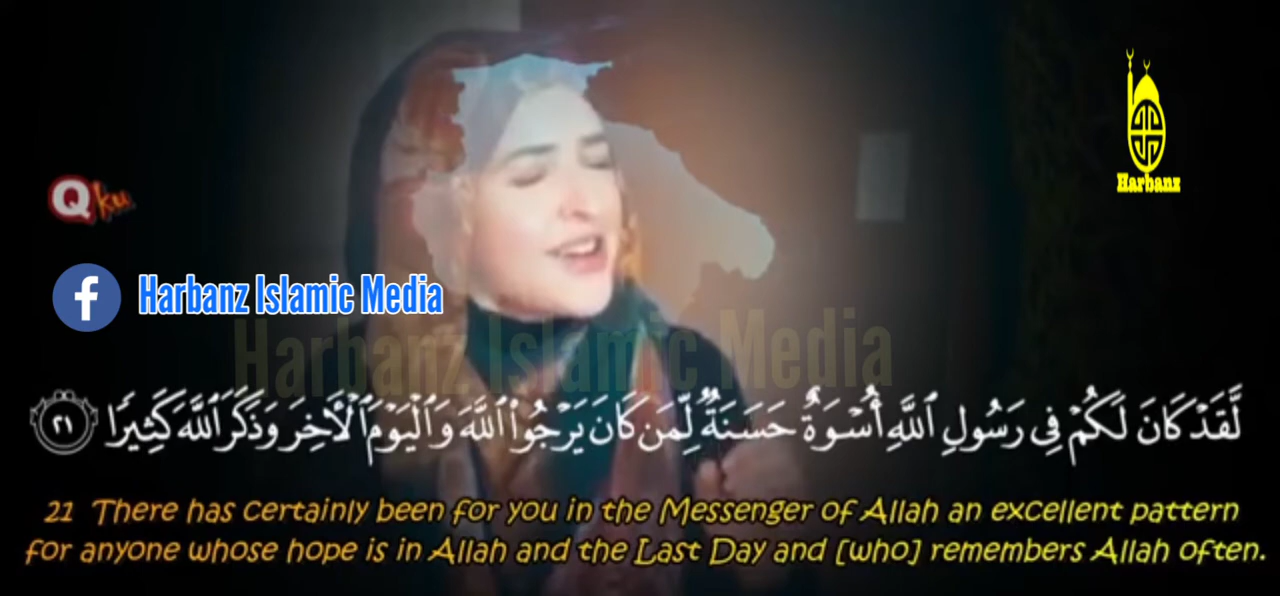 Harbanz
Qku
Harbanz Islamic Media
Harbanz Islamic Media
لَّقَدْ كَانَ لَكُمْ فِي رَسُولِ ٱللَّهِ أُسْوَةٌ حَسَنَةٌ لِّمَن كَانَ يَرْجُوا۟ ٱللَّهَ وَٱلْيَوْمَ ٱلْـَٔاخِرَ وَذَكَرَ ٱللَّهَ كَثِيرًا ٢١
21 There has certainly been for you in the Messenger of Allah an excellent pattern
for anyone whose hope is in Allah and the Last Day and [who] remembers Allah often.